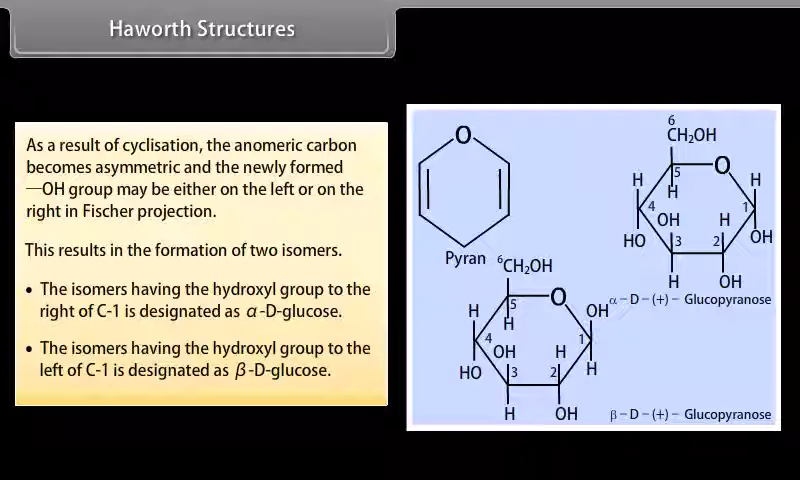 Haworth Structures
As a result of cyclisation, the anomeric carbon
becomes asymmetric and the newly formed
—OH group may be either on the left or on the
right in Fischer projection.
This results in the formation of two isomers.
• The isomers having the hydroxyl group to the
right of C-1 is designated as α-D-glucose.
• The isomers having the hydroxyl group to the
left of C-1 is designated as β-D-glucose.
O
Pyran
6
CH₂OH
O
5
H
H
H
4
1
OH
H
HO
3
2
OH
H
OH
α – D – (+) – Glucopyranose
6
CH₂OH
O
5
H
OH
H
4
1
OH
H
HO
3
2
H
H
OH
β – D – (+) – Glucopyranose